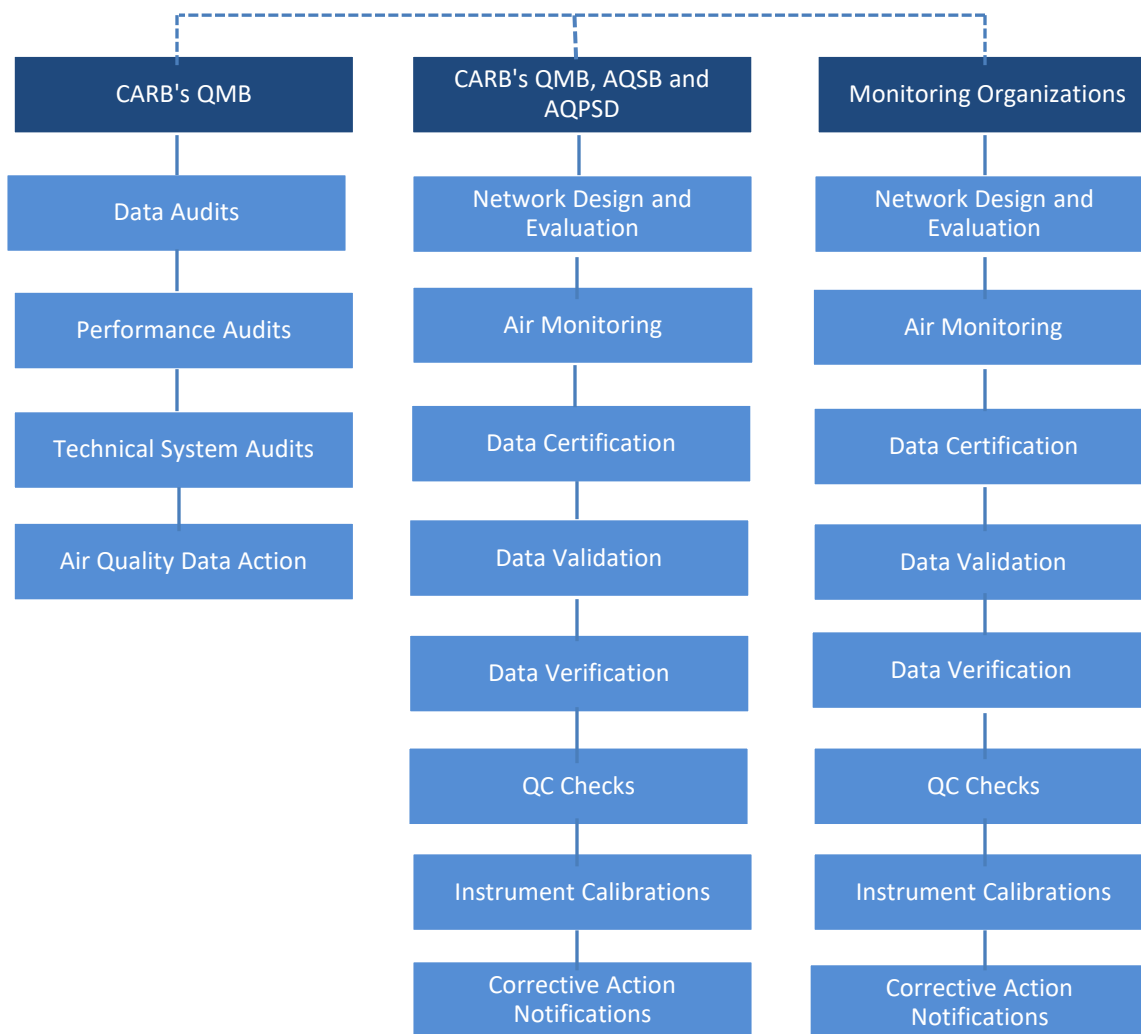 CARB's QMB
Data Audits
Performance Audits
Technical System Audits
Air Quality Data Action
CARB's QMB, AQSB and
AQPSD
Network Design and
Evaluation
Air Monitoring
Data Certification
Data Validation
Data Verification
QC Checks
Instrument Calibrations
Corrective Action
Notifications
Monitoring Organizations
Network Design and
Evaluation
Air Monitoring
Data Certification
Data Validation
Data Verification
QC Checks
Instrument Calibrations
Corrective Action
Notifications